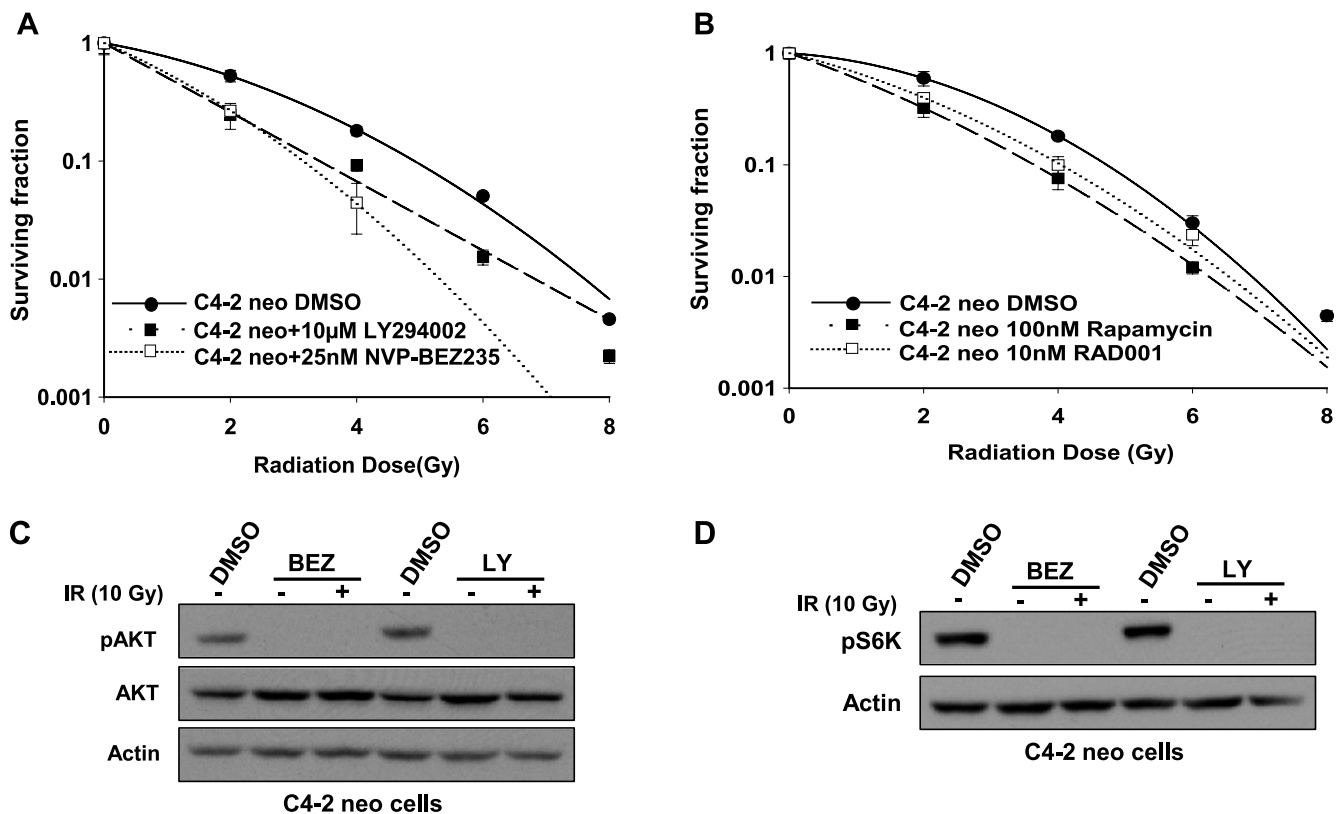 A
1
0.1
0.01
0.001
Surviving fraction
C4-2 neo DMSO
C4-2 neo+10µM LY294002
C4-2 neo+25nM NVP-BEZ235
0 2 4 6 8
Radiation Dose(Gy)
B
1
0.1
0.01
0.001
Surviving fraction
C4-2 neo DMSO
C4-2 neo 100nM Rapamycin
C4-2 neo 10nM RAD001
0 2 4 6 8
Radiation Dose (Gy)
C
DMSO BEZ DMSO LY
IR (10 Gy) - - + - - +
pAKT
AKT
Actin
C4-2 neo cells
D
DMSO BEZ DMSO LY
IR (10 Gy) - - + - - +
pS6K
Actin
C4-2 neo cells